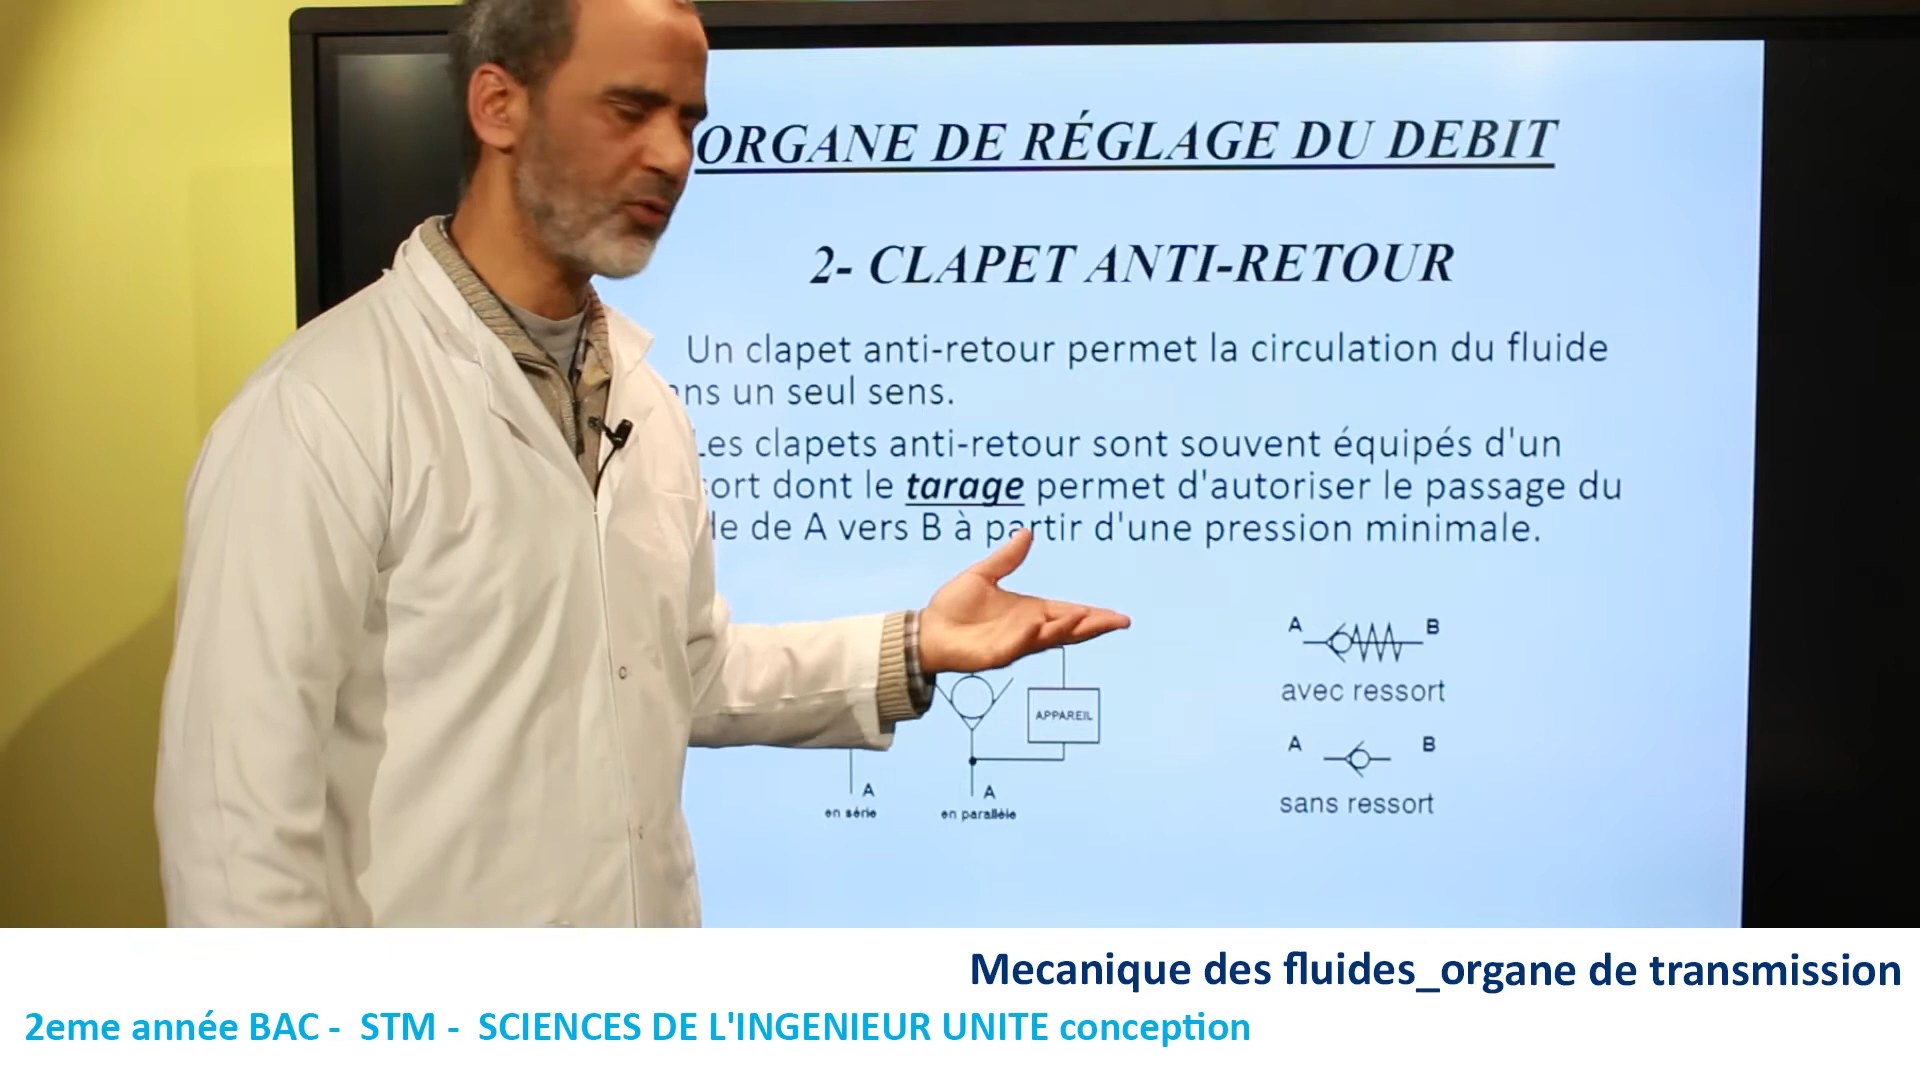 ORGANE DE RÉGLAGE DU DEBIT
2- CLAPET ANTI-RETOUR
Un clapet anti-retour permet la circulation du fluide
un seul sens.
Les clapets anti-retour sont souvent équipés d'un
dont le tarage permet d'autoriser le passage du
de A vers B à partir d'une pression minimale.
A B
avec ressort
APPAREIL
A B
A A
en série en parallèle
sans ressort
Mecanique des fluides_organe de transmission
2eme année BAC - STM - SCIENCES DE L'INGENIEUR UNITE conception